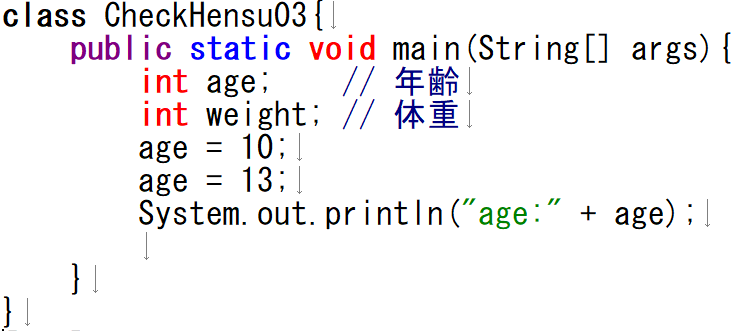 class CheckHensu03{
    public static void main(String[] args){
        int age;    // 年齢
        int weight; // 体重
        age = 10;
        age = 13;
        System.out.println("age:" + age);
    }
}